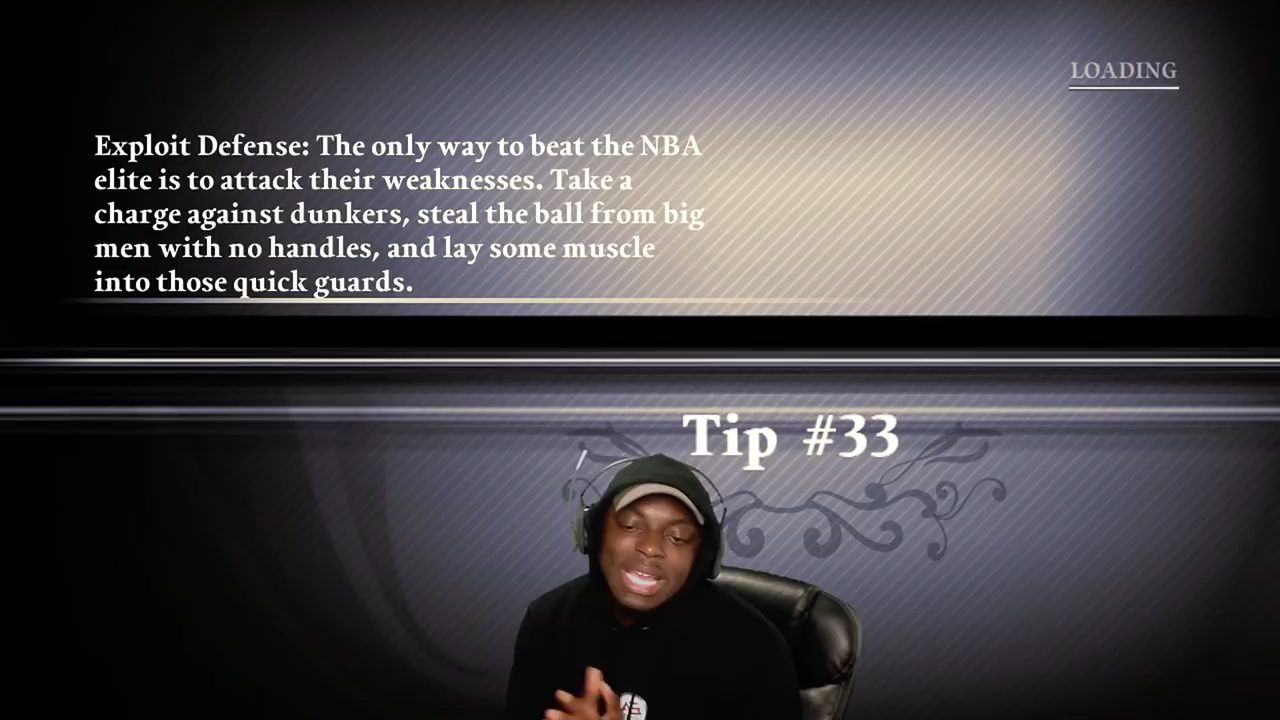 LOADING
Exploit Defense: The only way to beat the NBA
elite is to attack their weaknesses. Take a
charge against dunkers, steal the ball from big
men with no handles, and lay some muscle
into those quick guards.
Tip #33